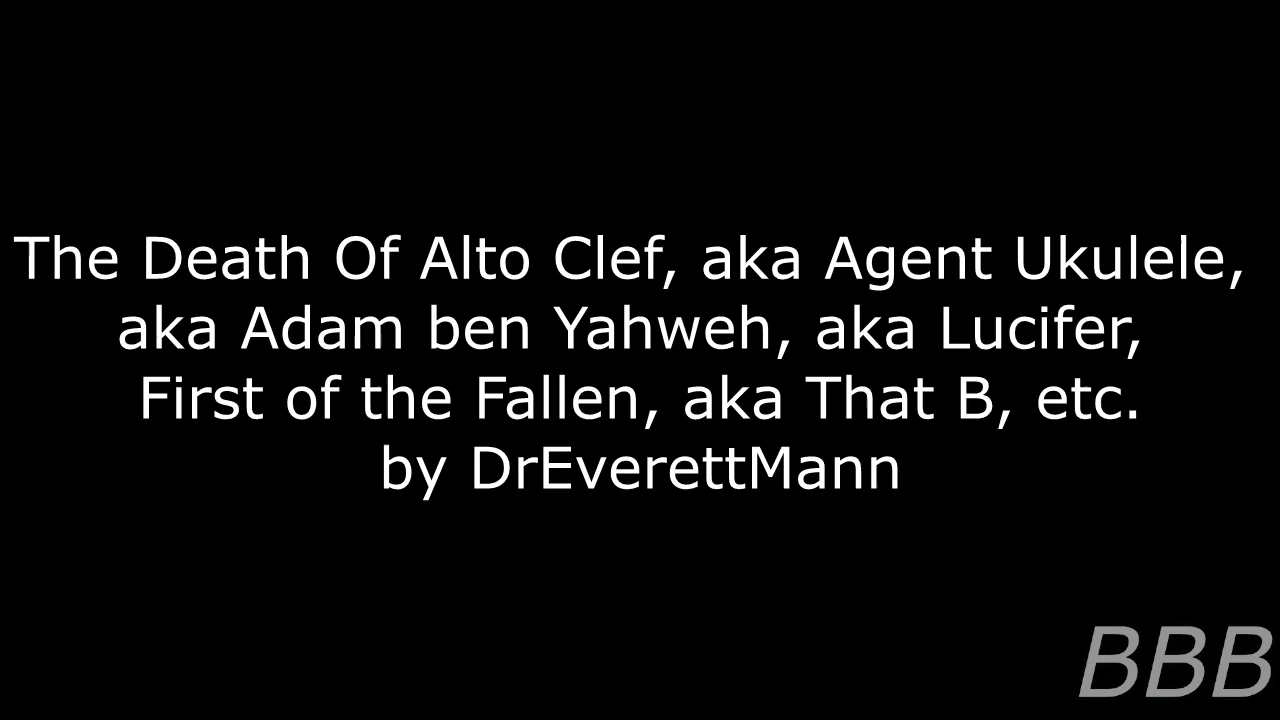 The Death Of Alto Clef, aka Agent Ukulele,
aka Adam ben Yahweh, aka Lucifer,
First of the Fallen, aka That B, etc.
by DrEverettMann
BBB